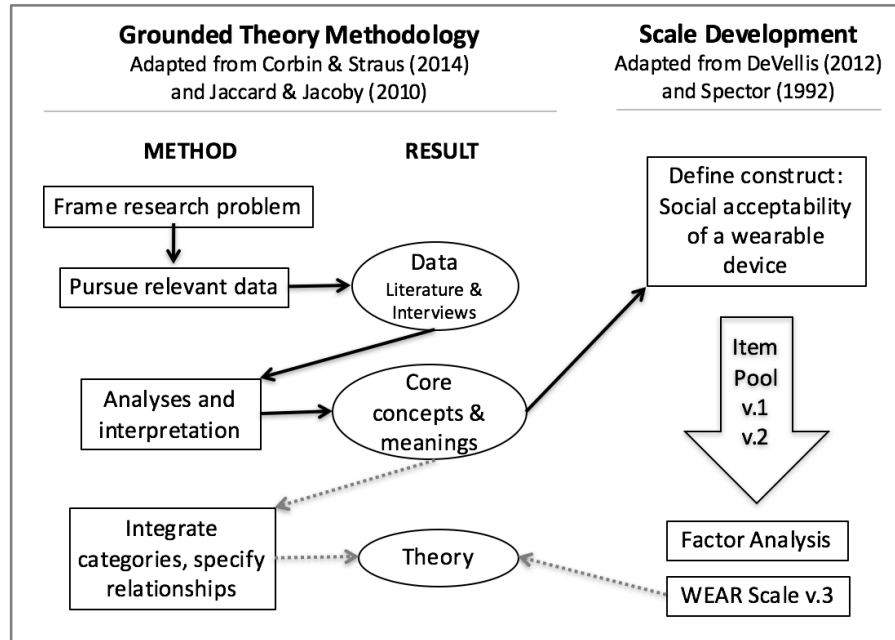 Grounded Theory Methodology
Adapted from Corbin & Straus (2014)
and Jaccard & Jacoby (2010)
METHOD
RESULT
Frame research problem
Pursue relevant data
Data
Literature &
Interviews
Analyses and
interpretation
Core
concepts &
meanings
Integrate
categories, specify
relationships
Theory
Scale Development
Adapted from DeVellis (2012)
and Spector (1992)
Define construct:
Social acceptability
of a wearable
device
Item
Pool
v.1
v.2
Factor Analysis
WEAR Scale v.3